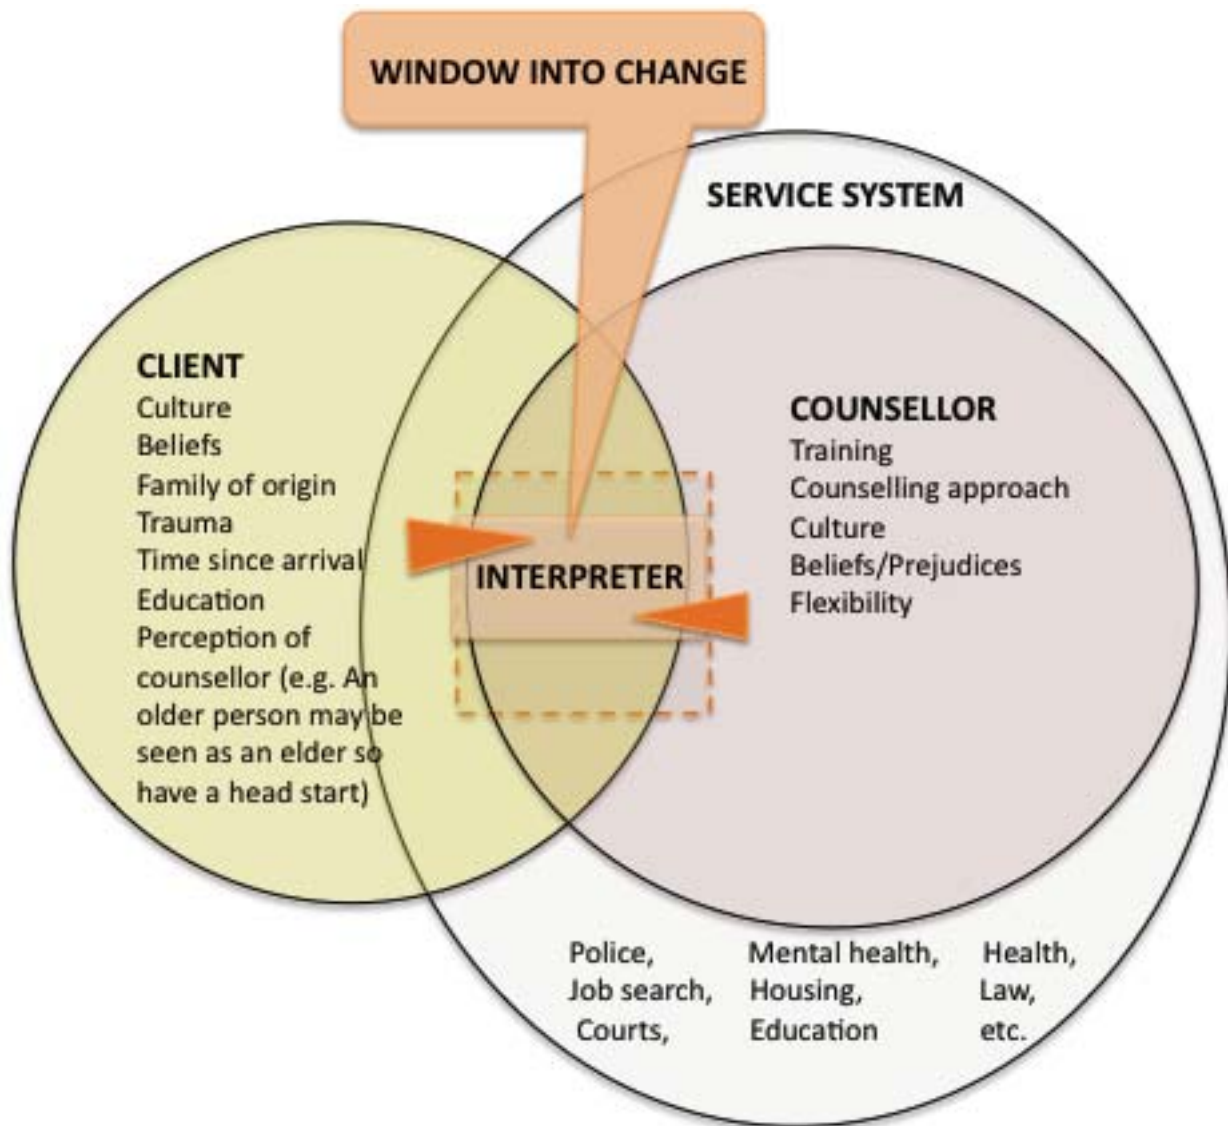 WINDOW INTO CHANGE
SERVICE SYSTEM
CLIENT
Culture
Beliefs
Family of origin
Trauma
Time since arrival
Education
Perception of
counsellor (e.g. An
older person may be
seen as an elder so
have a head start)
INTERPRETER
COUNSELLOR
Training
Counselling approach
Culture
Beliefs/Prejudices
Flexibility
Police, Mental health, Health,
Job search, Housing, Law,
Courts, Education etc.